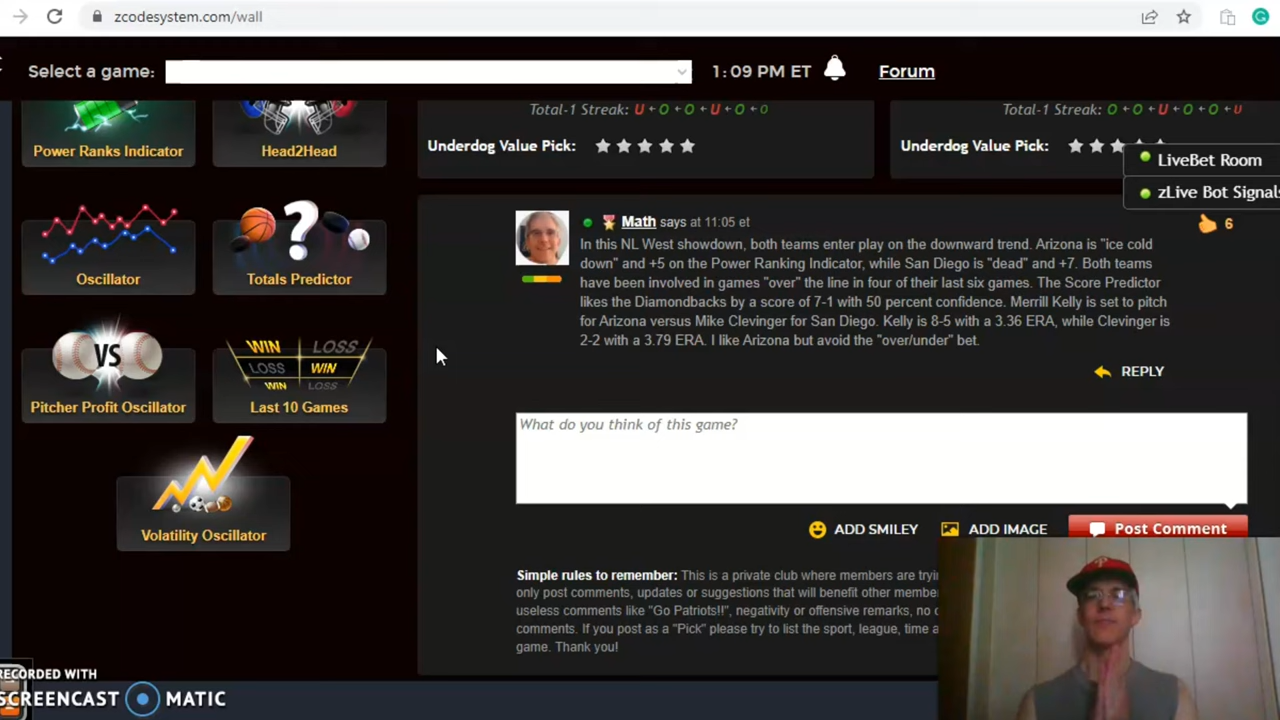 zcodesystem.com/wall
Select a game:
1:09 PM ET
Forum
Power Ranks Indicator
Head2Head
Total-1 Streak: U ← O ← O ← U ← O ← O
Total-1 Streak: O ← O ← U ← O ← O ← U
Underdog Value Pick:
Underdog Value Pick:
LiveBet Room
zLive Bot Signals
Oscillator
Totals Predictor
Math says at 11:05 et
6
In this NL West showdown, both teams enter play on the downward trend. Arizona is "ice cold
down" and +5 on the Power Ranking Indicator, while San Diego is "dead" and +7. Both teams
have been involved in games "over" the line in four of their last six games. The Score Predictor
likes the Diamondbacks by a score of 7-1 with 50 percent confidence. Merrill Kelly is set to pitch
for Arizona versus Mike Clevinger for San Diego. Kelly is 8-5 with a 3.36 ERA, while Clevinger is
2-2 with a 3.79 ERA. I like Arizona but avoid the "over/under" bet.
REPLY
VS
Pitcher Profit Oscillator
WIN LOSS
LOSS WIN
WIN LOSS
Last 10 Games
What do you think of this game?
Volatility Oscillator
ADD SMILEY
ADD IMAGE
Post Comment
Simple rules to remember: This is a private club where members are
only post comments, updates or suggestions that will benefit other
useless comments like "Go Patriots!!", negativity or offensive remarks, no
comments. If you post as a "Pick" please try to list the sport, league, time
game. Thank you!
RECORDED WITH
SCREENCAST MATIC